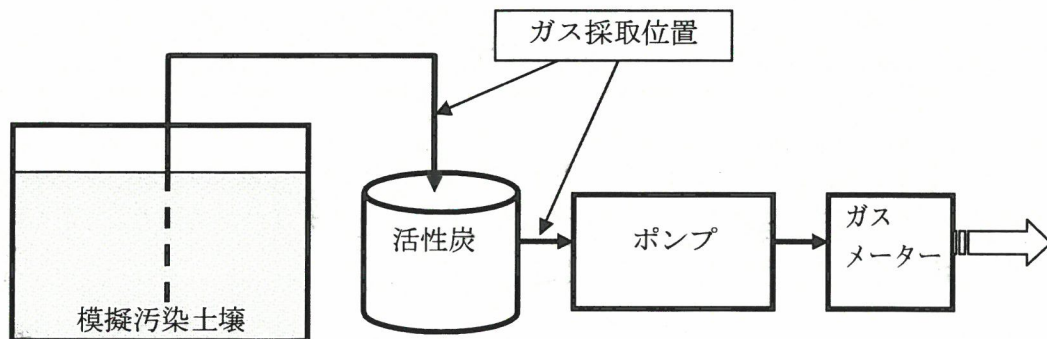 ガス採取位置
活性炭
ポンプ
ガス
メーター
模擬汚染土壌